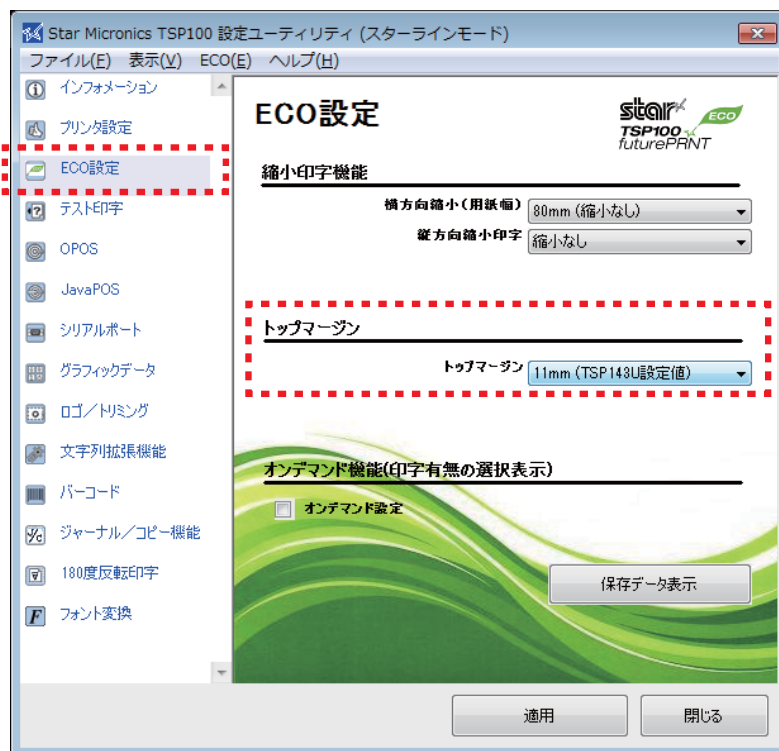 Star Micronics TSP100 設定ユーティリティ (スターラインモード)
ファイル(F) 表示(V) ECO(E) ヘルプ(H)
インフォメーション
プリンタ設定
ECO設定
テスト印字
OPOS
JavaPOS
シリアルポート
グラフィックデータ
ロゴ／トリミング
文字列拡張機能
バーコード
ジャーナル／コピー機能
180度反転印字
フォント変換
ECO設定
star ECO
TSP100
futurePRNT
縮小印字機能
横方向縮小(用紙幅) 80mm (縮小なし)
縦方向縮小印字 縮小なし
トップマージン
トップマージン 11mm (TSP143U設定値)
オンデマンド機能(印字有無の選択表示)
オンデマンド設定
保存データ表示
適用 閉じる